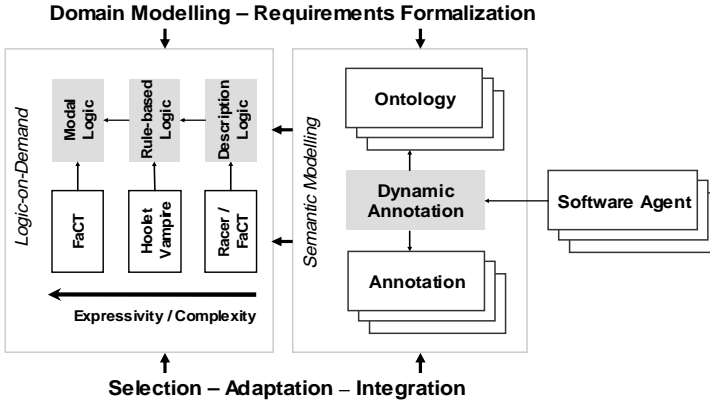 Domain Modelling – Requirements Formalization
Logic-on-Demand
Modal
Logic
Rule-based
Logic
Description
Logic
FaCT
Hoolet
Vampire
Racer /
FaCT
Expressivity / Complexity
Semantic Modelling
Ontology
Dynamic
Annotation
Annotation
Software Agent
Selection – Adaptation – Integration